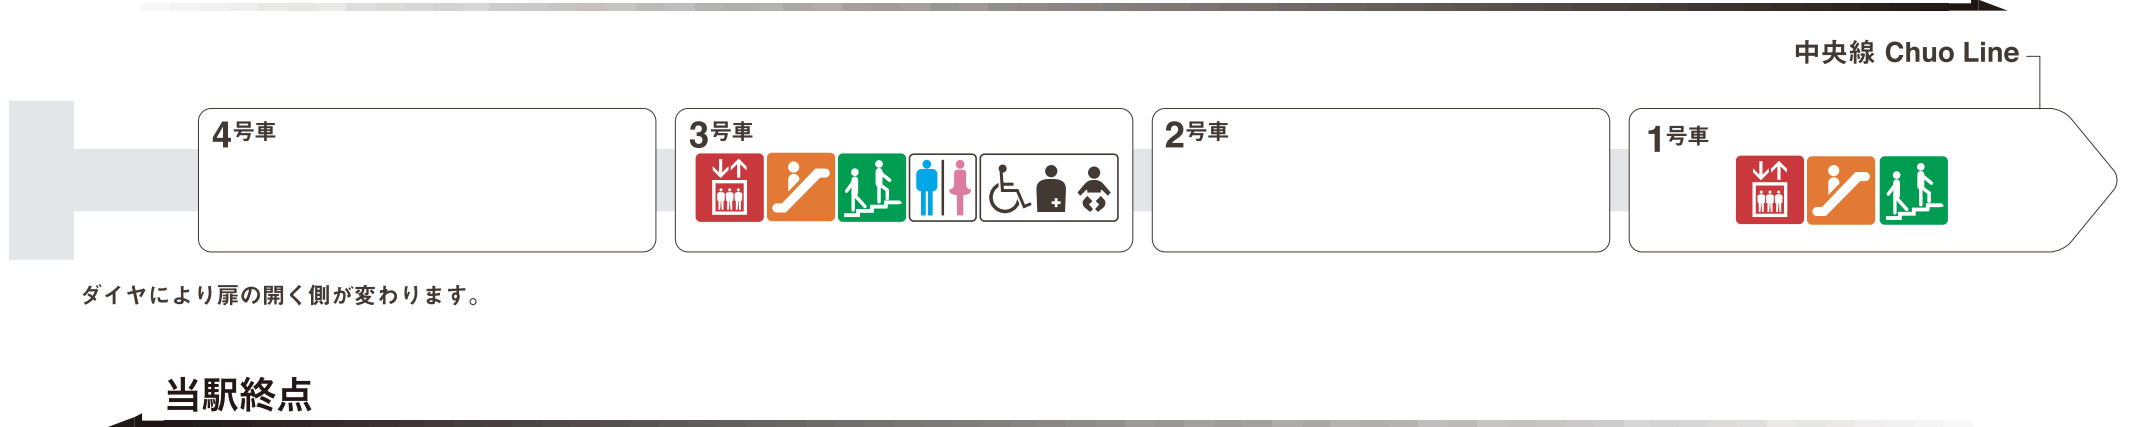 中央線 Chuo Line
4号車
3号車
2号車
1号車
ダイヤにより扉の開く側が変わります。
当駅終点